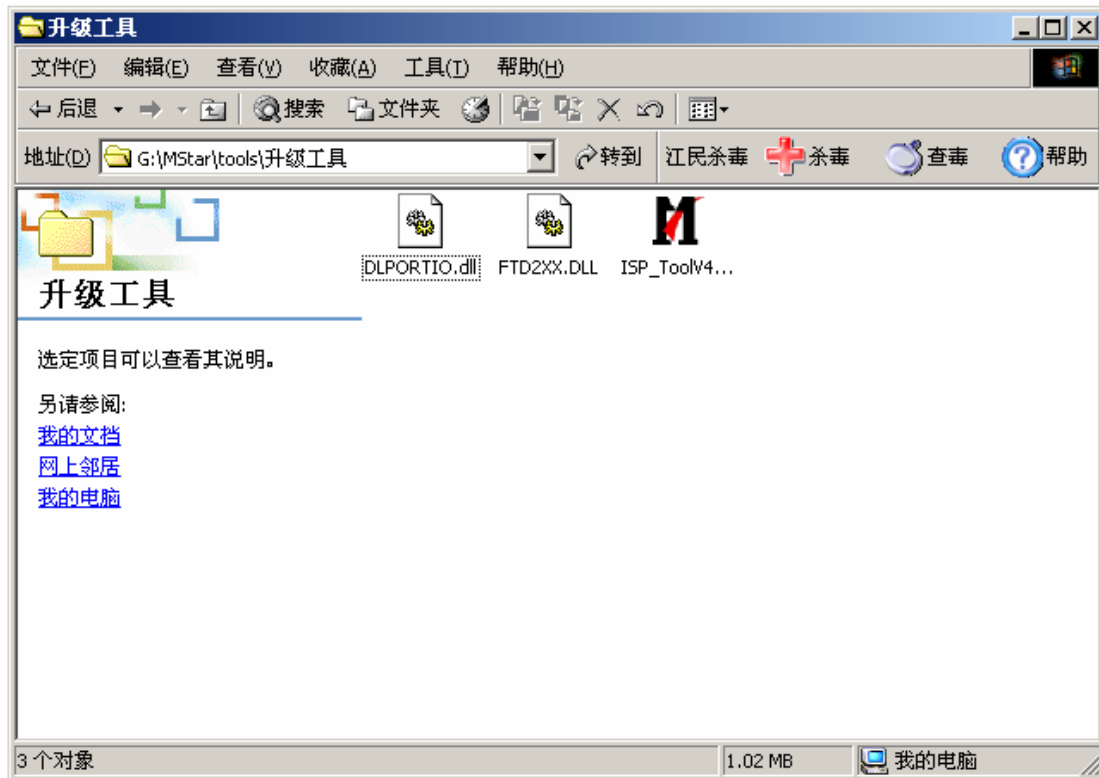 升级工具
文件(F) 编辑(E) 查看(V) 收藏(A) 工具(T) 帮助(H)
后退 搜索 文件夹
地址(D) G:\MStar\tools\升级工具 转到 江民杀毒 杀毒 查毒 帮助
DLPORTIO.dll FTD2XX.DLL ISP_ToolV4...
升级工具
选定项目可以查看其说明。
另请参阅:
我的文档
网上邻居
我的电脑
3 个对象 1.02 MB 我的电脑